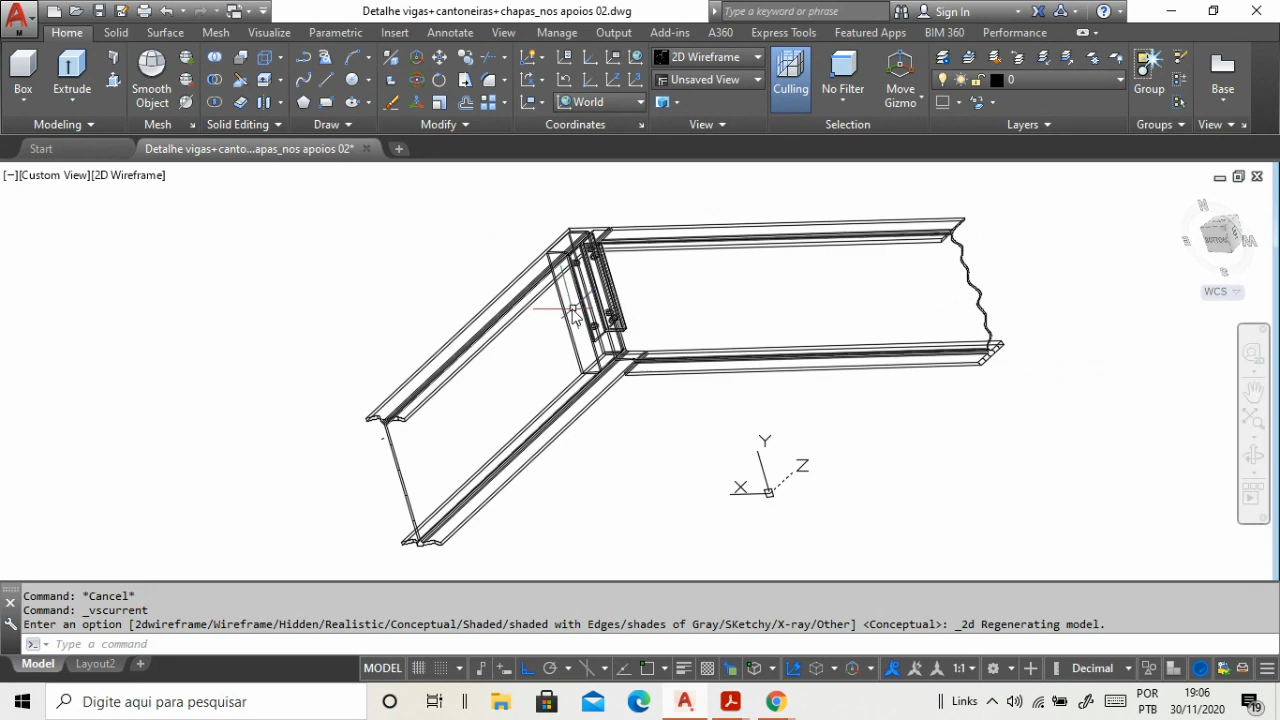 Detalhe vigas+cantoneiras+chapas_nos apoios 02.dwg
Type a keyword or phrase
Sign In
A
M
Home
Solid
Surface
Mesh
Visualize
Parametric
Insert
Annotate
View
Manage
Output
Add-ins
A360
Express Tools
Featured Apps
BIM 360
Performance
Box
Extrude
Smooth Object
World
2D Wireframe
Unsaved View
Culling
No Filter
Move Gizmo
0
Group
Base
Modeling
Mesh
Solid Editing
Draw
Modify
Coordinates
View
Selection
Layers
Groups
View
Start
Detalhe vigas+canto...apas_nos apoios 02*
[−][Custom View][2D Wireframe]
BOTTOM
WCS
Y
Z
X
Command: *Cancel*
Command: _vscurrent
Enter an option [2dwireframe/Wireframe/Hidden/Realistic/Conceptual/Shaded/shaded with Edges/shades of Gray/SKetchy/X-ray/Other] <Conceptual>: _2d Regenerating model.
Type a command
Model
Layout2
MODEL
1:1
Decimal
Digite aqui para pesquisar
Links
POR
PTB
19:06
30/11/2020
19